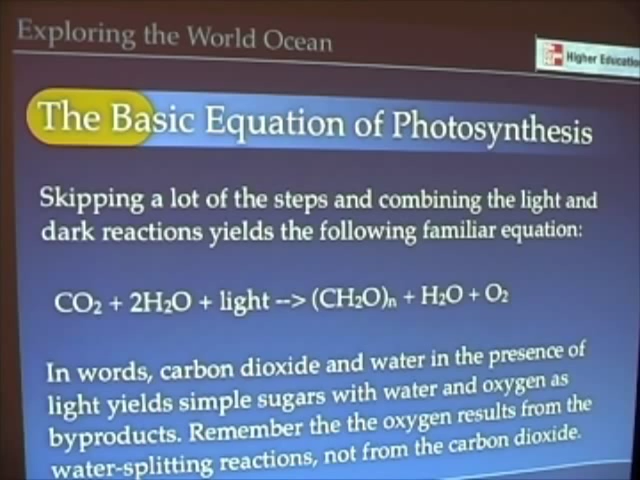 Exploring the World Ocean
Higher Education
The Basic Equation of Photosynthesis
Skipping a lot of the steps and combining the light and
dark reactions yields the following familiar equation:
CO₂ + 2H₂O + light --> (CH₂O)ₙ + H₂O + O₂
In words, carbon dioxide and water in the presence of
light yields simple sugars with water and oxygen as
byproducts. Remember the the oxygen results from the
water-splitting reactions, not from the carbon dioxide.